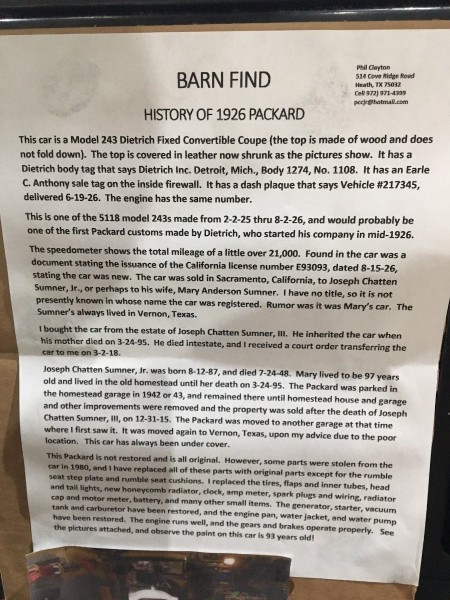 Phil Clayton
514 Cove Ridge Road
Heath, TX 75032
Cell 972) 971-4399
pccjr@hotmail.com
BARN FIND
HISTORY OF 1926 PACKARD
This car is a Model 243 Dietrich Fixed Convertible Coupe (the top is made of wood and does
not fold down). The top is covered in leather now shrunk as the pictures show. It has a
Dietrich body tag that says Dietrich Inc. Detroit, Mich., Body 1274, No. 1108. It has an Earle
C. Anthony sale tag on the inside firewall. It has a dash plaque that says Vehicle #217345,
delivered 6-19-26. The engine has the same number.
This is one of the 5118 model 243s made from 2-2-25 thru 8-2-26, and would probably be
one of the first Packard customs made by Dietrich, who started his company in mid-1926.
The speedometer shows the total mileage of a little over 21,000. Found in the car was a
document stating the issuance of the California license number E93093, dated 8-15-26,
stating the car was new. The car was sold in Sacramento, California, to Joseph Chatten
Sumner, Jr., or perhaps to his wife, Mary Anderson Sumner. I have no title, so it is not
presently known in whose name the car was registered. Rumor was it was Mary's car. The
Sumner's always lived in Vernon, Texas.
I bought the car from the estate of Joseph Chatten Sumner, III. He inherited the car when
his mother died on 3-24-95. He died intestate, and I received a court order transferring the
car to me on 3-2-18.
Joseph Chatten Sumner, Jr. was born 8-12-87, and died 7-24-48. Mary lived to be 97 years
old and lived in the old homestead until her death on 3-24-95. The Packard was parked in
the homestead garage in 1942 or 43, and remained there until homestead house and garage
and other improvements were removed and the property was sold after the death of Joseph
Chatten Sumner, III, on 12-31-15. The Packard was moved to another garage at that time
where I first saw it. It was moved again to Vernon, Texas, upon my advice due to the poor
location. This car has always been under cover.
This Packard is not restored and is all original. However, some parts were stolen from the
car in 1980, and I have replaced all of these parts with original parts except for the rumble
seat step plate and rumble seat cushions. I replaced the tires, flaps and inner tubes, head
and tail lights, new honeycomb radiator, clock, amp meter, spark plugs and wiring, radiator
cap and motor meter, battery, and many other small items. The generator, starter, vacuum
tank and carburetor have been restored, and the engine pan, water jacket, and water pump
have been restored. The engine runs well, and the gears and brakes operate properly. See
the pictures attached, and observe the paint on this car is 93 years old!